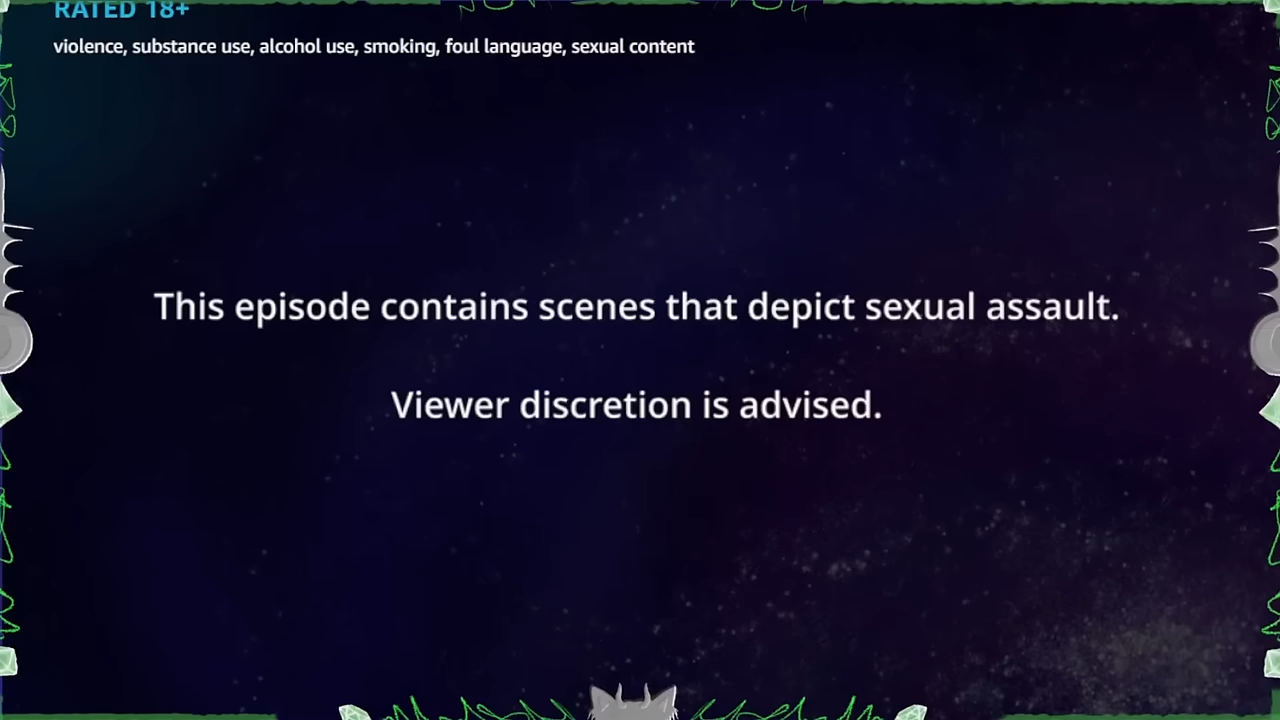 RATED 18+
violence, substance use, alcohol use, smoking, foul language, sexual content
This episode contains scenes that depict sexual assault.
Viewer discretion is advised.